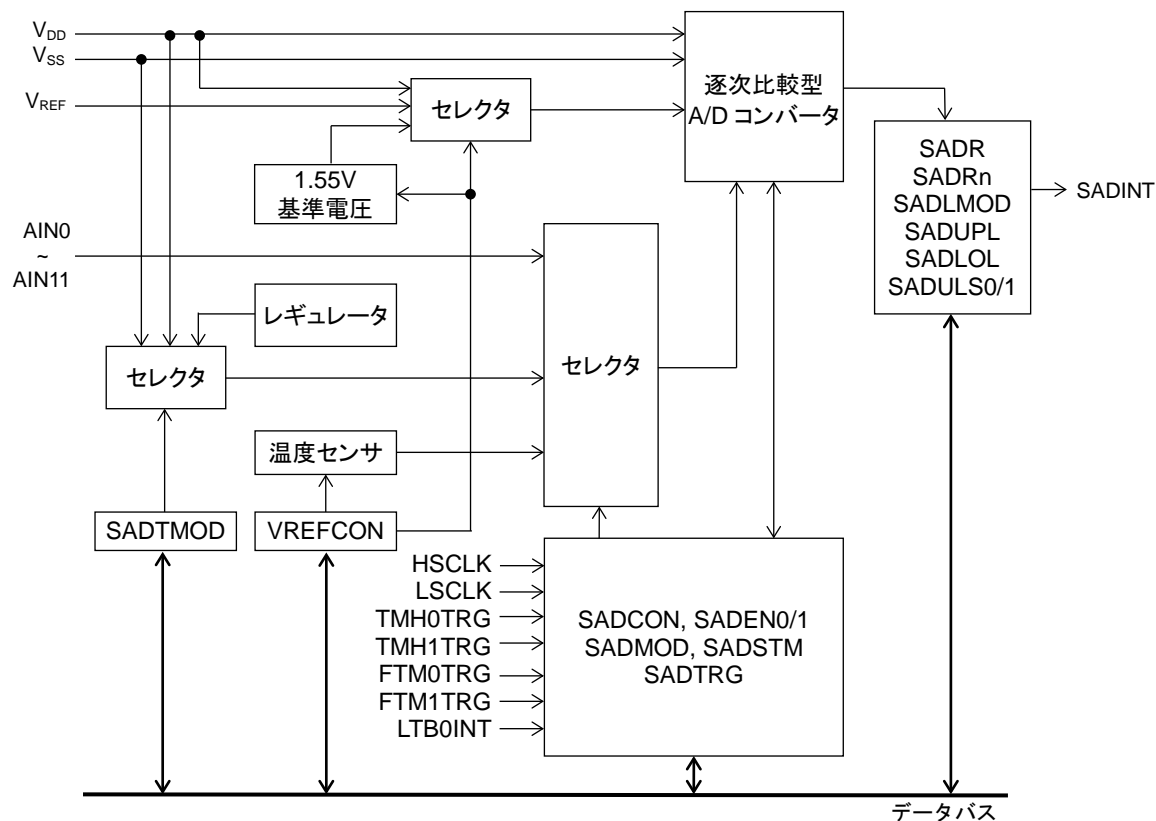 VDD
VSS
VREF
セレクタ
逐次比較型
A/D コンバータ
1.55V
基準電圧
SADR
SADRn
SADLMOD
SADUPL
SADLOL
SADULS0/1
SADINT
AIN0
~
AIN11
レギュレータ
セレクタ
セレクタ
温度センサ
SADTMOD
VREFCON
HSCLK
LSCLK
TMH0TRG
TMH1TRG
FTM0TRG
FTM1TRG
LTB0INT
SADCON, SADEN0/1
SADMOD, SADSTM
SADTRG
データバス